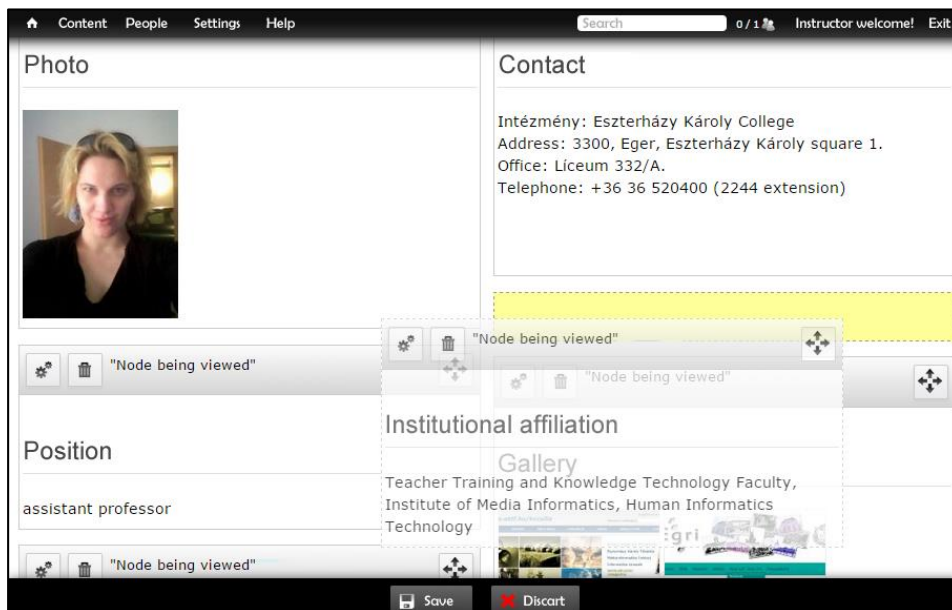 Content People Settings Help Search 0 / 1 Instructor welcome! Exit
Photo
Contact
Intézmény: Eszterházy Károly College
Address: 3300, Eger, Eszterházy Károly square 1.
Office: Líceum 332/A.
Telephone: +36 36 520400 (2244 extension)
"Node being viewed"
"Node being viewed"
"Node being viewed"
Institutional affiliation
Gallery
Teacher Training and Knowledge Technology Faculty,
Institute of Media Informatics, Human Informatics
Technology
Position
assistant professor
"Node being viewed"
Egri
Save Discart